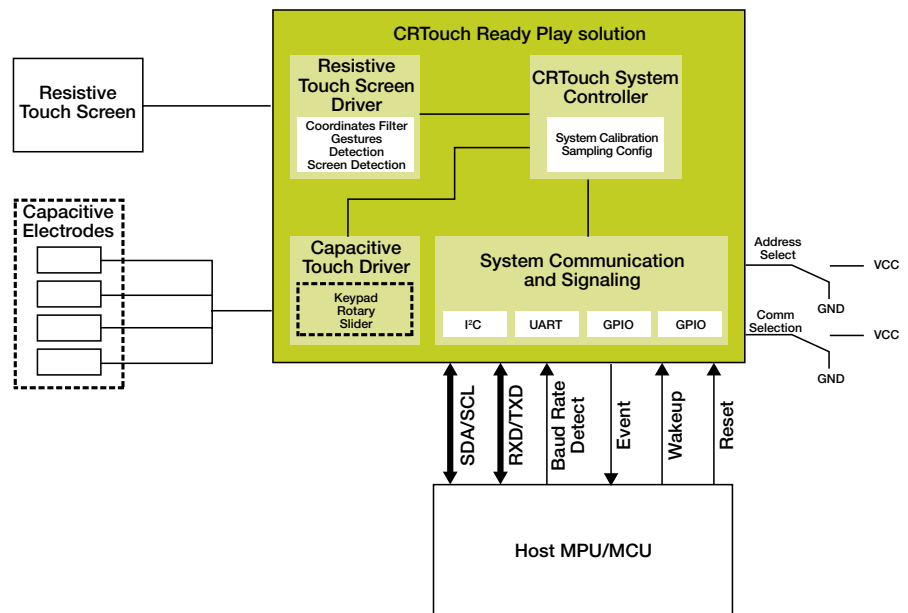 CRTouch Ready Play solution
Resistive
Touch Screen
Resistive
Touch Screen
Driver
Coordinates Filter
Gestures
Detection
Screen Detection
CRTouch System
Controller
System Calibration
Sampling Config
Capacitive
Electrodes
Capacitive
Touch Driver
Keypad
Rotary
Slider
System Communication
and Signaling
I²C
UART
GPIO
GPIO
Address
Select
VCC
GND
Comm
Selection
VCC
GND
SDA/SCL
RXD/TXD
Baud Rate
Detect
Event
Wakeup
Reset
Host MPU/MCU